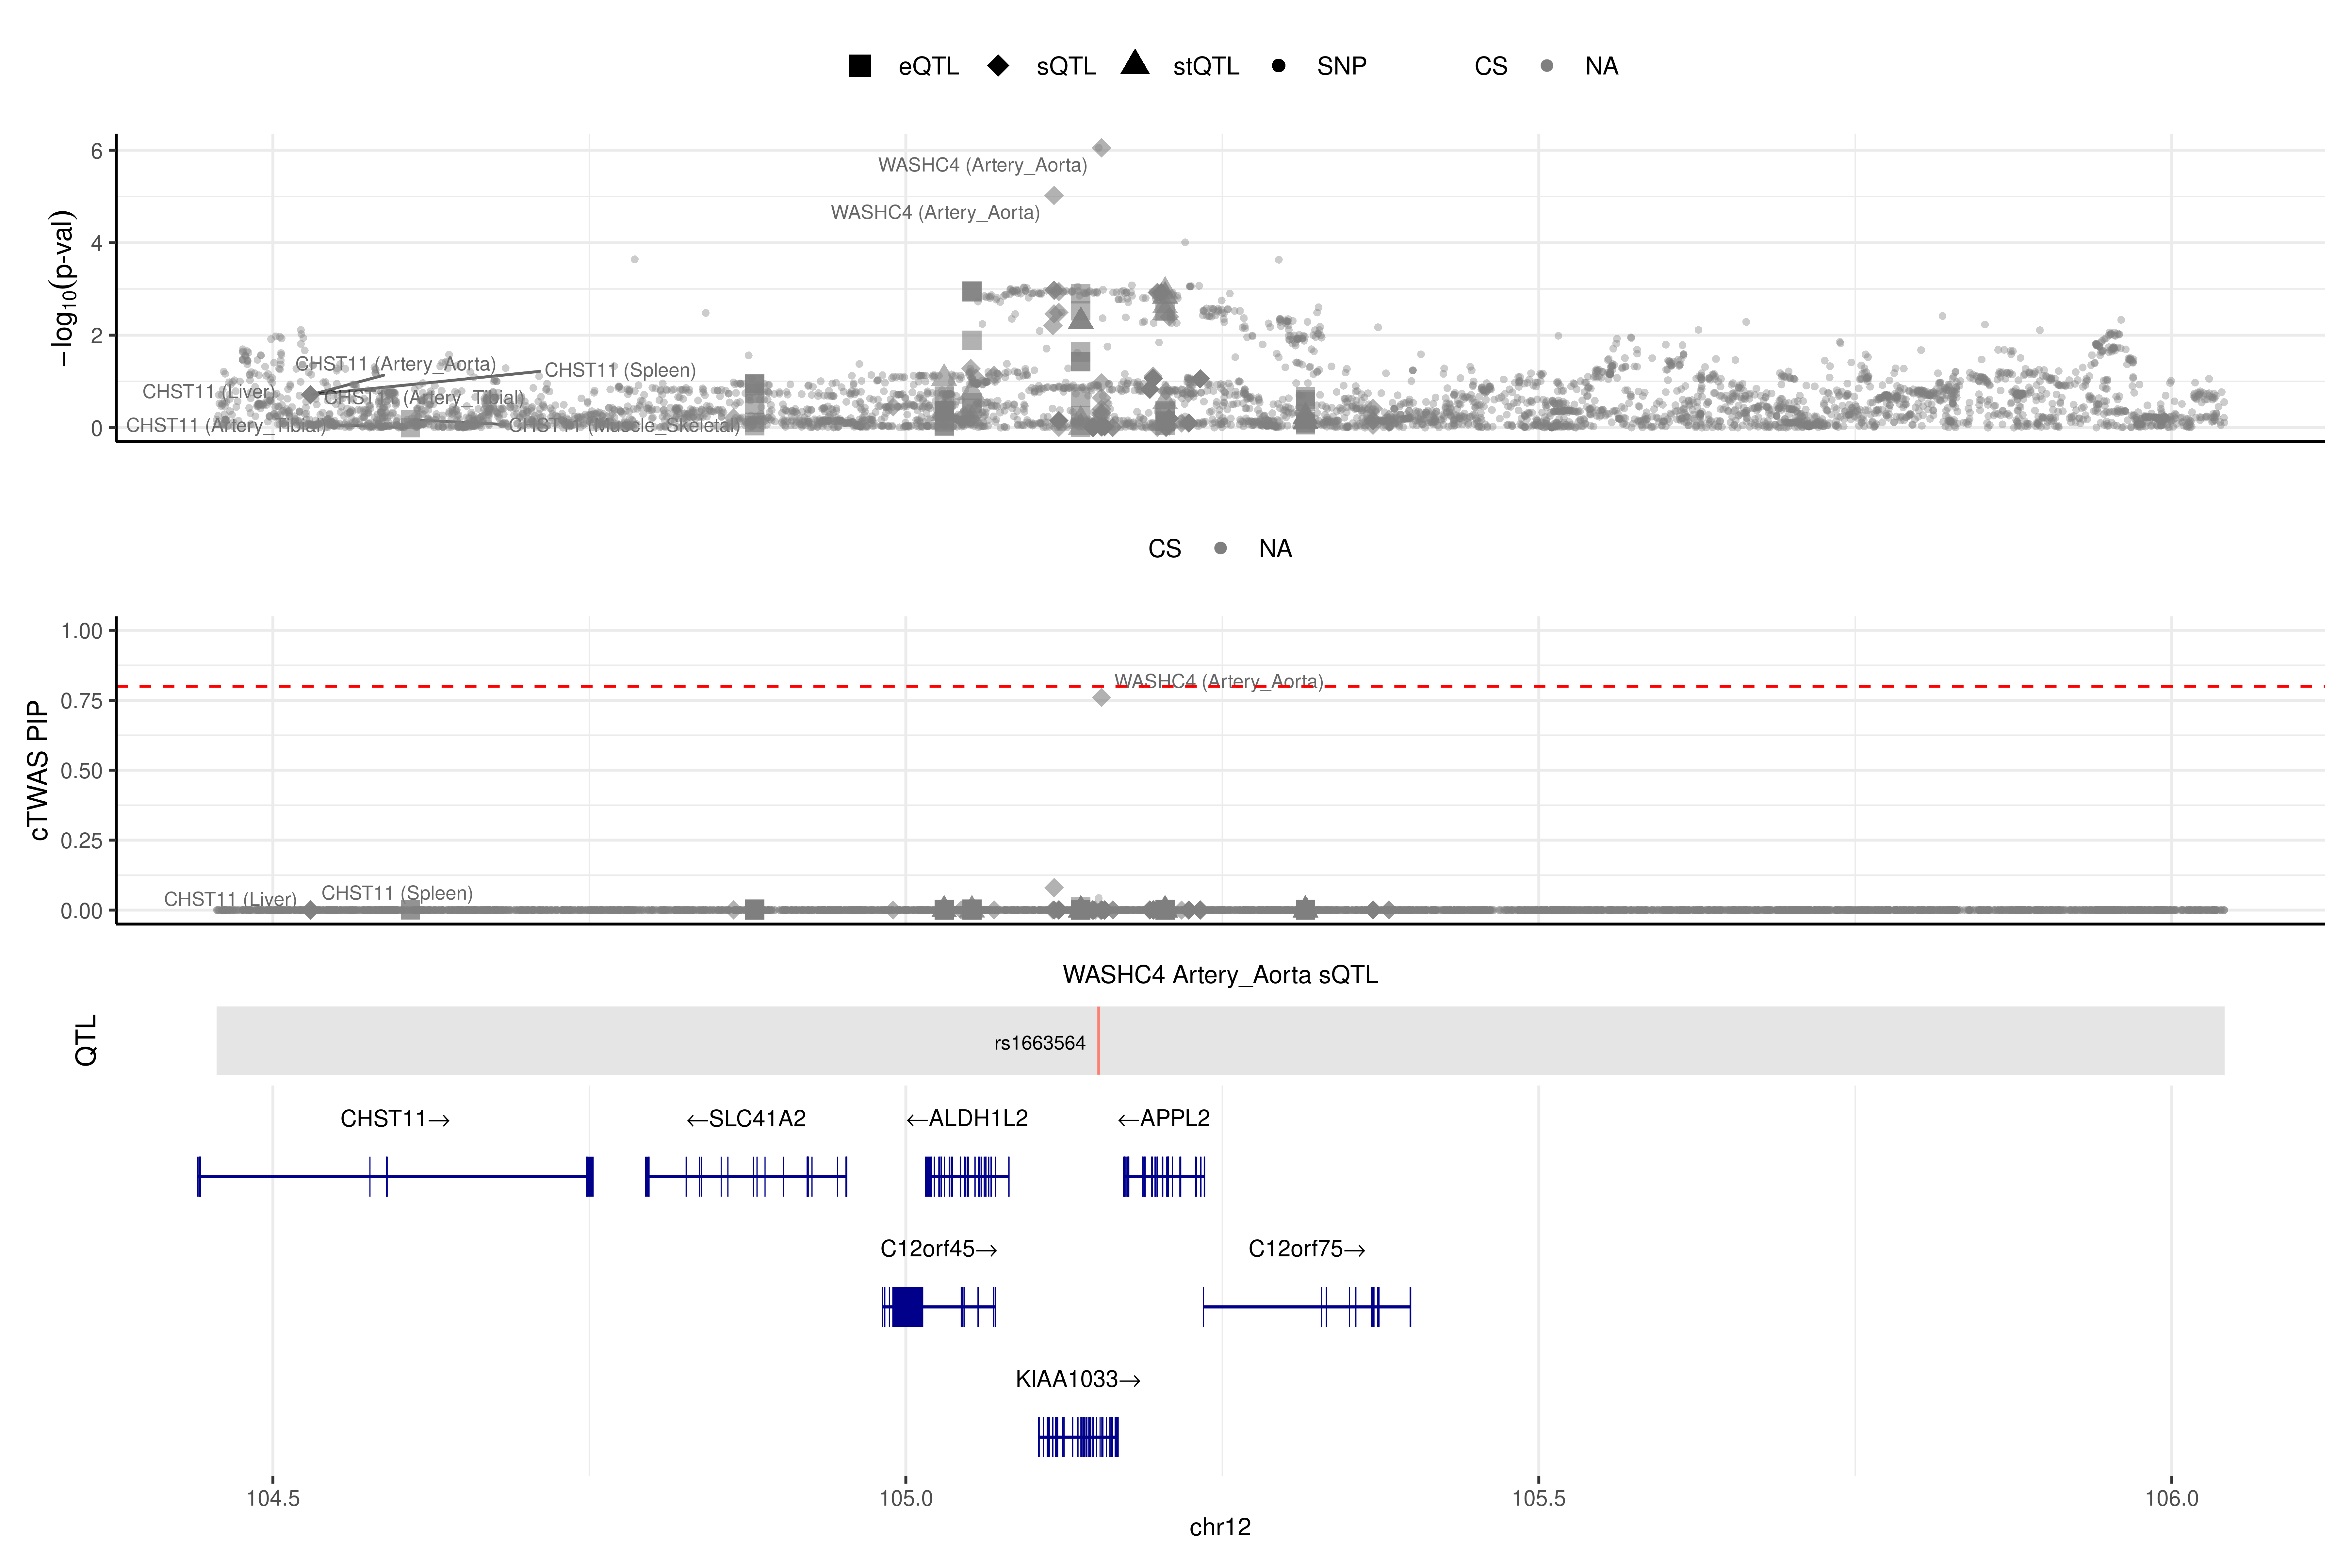 eQTL sQTL stQTL SNP CS NA
6
WASHC4 (Artery_Aorta)
WASHC4 (Artery_Aorta)
4
−log10(p-val)
2
CHST11 (Artery_Aorta)
CHST11 (Spleen)
CHST11 (Liver)
CHST11 (Artery_Tibial)
CHST11 (Artery_Tibial)
CHST11 (Muscle_Skeletal)
0
CS NA
1.00
WASHC4 (Artery_Aorta)
0.75
cTWAS PIP
0.50
0.25
CHST11 (Liver)
CHST11 (Spleen)
0.00
WASHC4 Artery_Aorta sQTL
QTL
rs1663564
CHST11→
←SLC41A2
←ALDH1L2
←APPL2
C12orf45→
C12orf75→
KIAA1033→
104.5 105.0 105.5 106.0
chr12